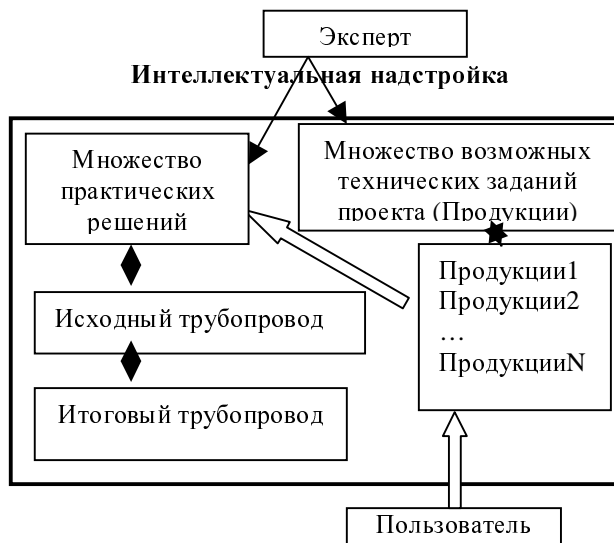 Эксперт
Интеллектуальная надстройка
Множество
практических
решений
Множество возможных
технических заданий
проекта (Продукции)
Продукции1
Продукции2
…
ПродукцииN
Исходный трубопровод
Итоговый трубопровод
Пользователь